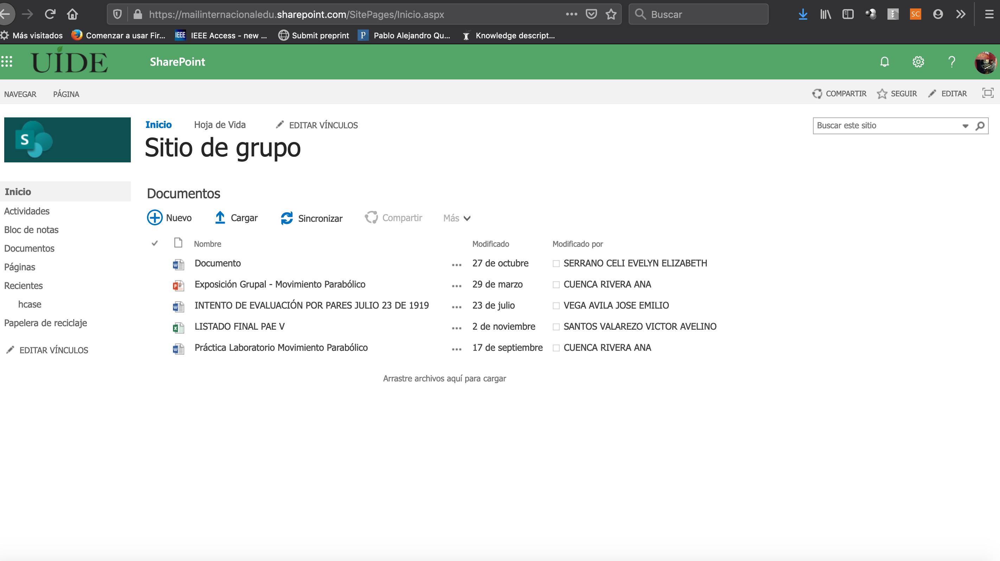 https://mailinternacionaledu.sharepoint.com/SitePages/Inicio.aspx Buscar SC
Más visitados Comenzar a usar Fir... IEEE IEEE Access - new ... Submit preprint P Pablo Alejandro Qu... Knowledge descript...
UIDE SharePoint ?
NAVEGAR PÁGINA COMPARTIR SEGUIR EDITAR
S Inicio Hoja de Vida EDITAR VÍNCULOS Buscar este sitio
Sitio de grupo
Inicio
Actividades
Bloc de notas
Documentos
Páginas
Recientes
hcase
Papelera de reciclaje
EDITAR VÍNCULOS
Documentos
Nuevo Cargar Sincronizar Compartir Más
Nombre Modificado Modificado por
Documento ... 27 de octubre SERRANO CELI EVELYN ELIZABETH
Exposición Grupal - Movimiento Parabólico ... 29 de marzo CUENCA RIVERA ANA
INTENTO DE EVALUACIÓN POR PARES JULIO 23 DE 1919 ... 23 de julio VEGA AVILA JOSE EMILIO
LISTADO FINAL PAE V ... 2 de noviembre SANTOS VALAREZO VICTOR AVELINO
Práctica Laboratorio Movimiento Parabólico ... 17 de septiembre CUENCA RIVERA ANA
Arrastre archivos aquí para cargar